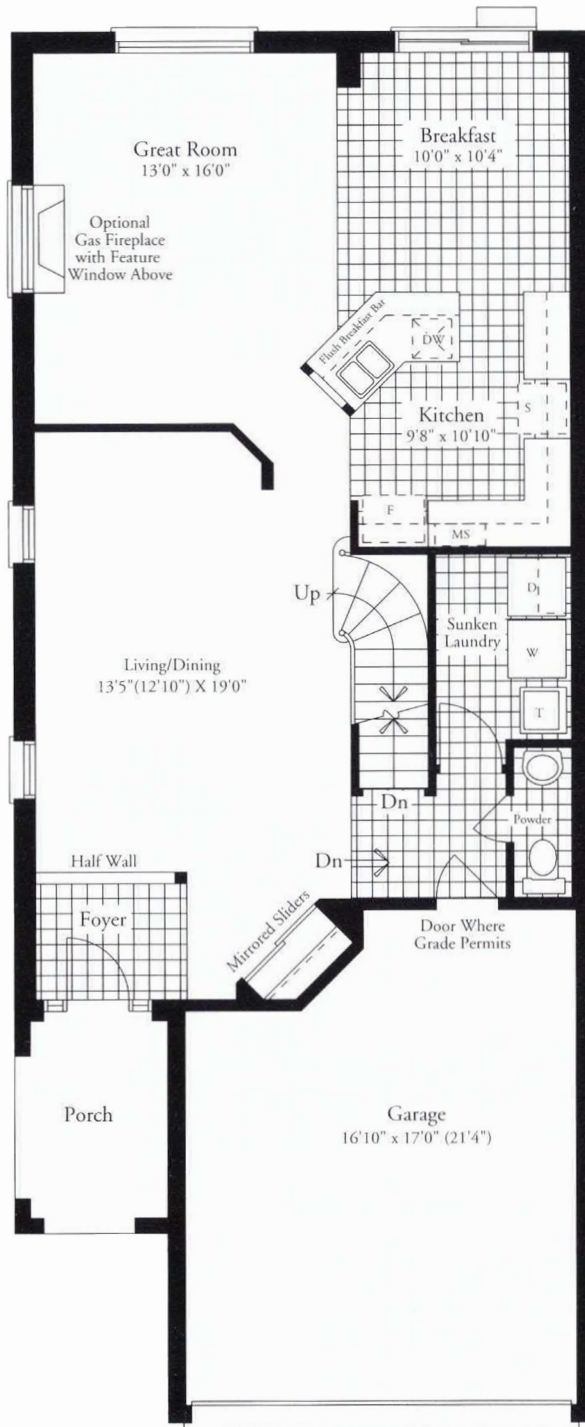 Great Room
13'0" x 16'0"
Breakfast
10'0" x 10'4"
Optional
Gas Fireplace
with Feature
Window Above
Flush Breakfast Bar
DW
Kitchen
9'8" x 10'10"
S
F
MS
Up
Sunken
Laundry
D
W
T
Living/Dining
13'5"(12'10") X 19'0"
Dn
Powder
Dn
Half Wall
Foyer
Mirrored Sliders
Door Where
Grade Permits
Porch
Garage
16'10" x 17'0" (21'4")